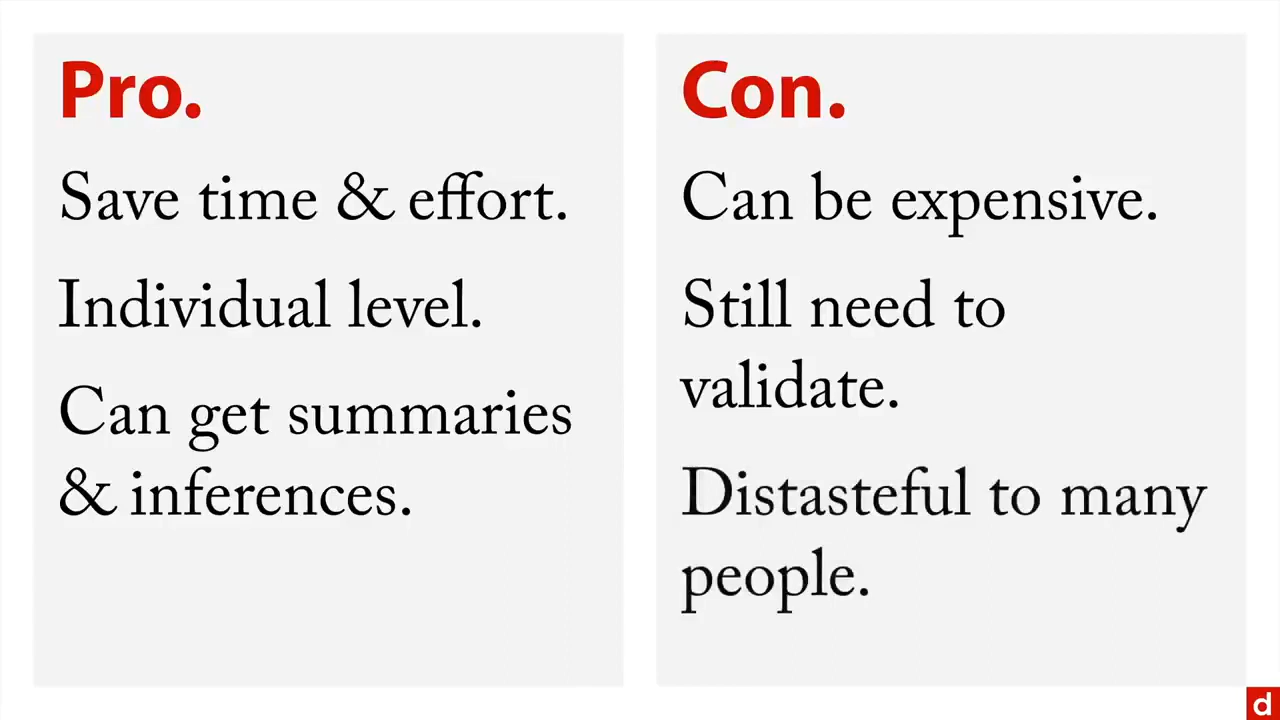 Pro.
Save time & effort.
Individual level.
Can get summaries
& inferences.
Con.
Can be expensive.
Still need to
validate.
Distasteful to many
people.
d